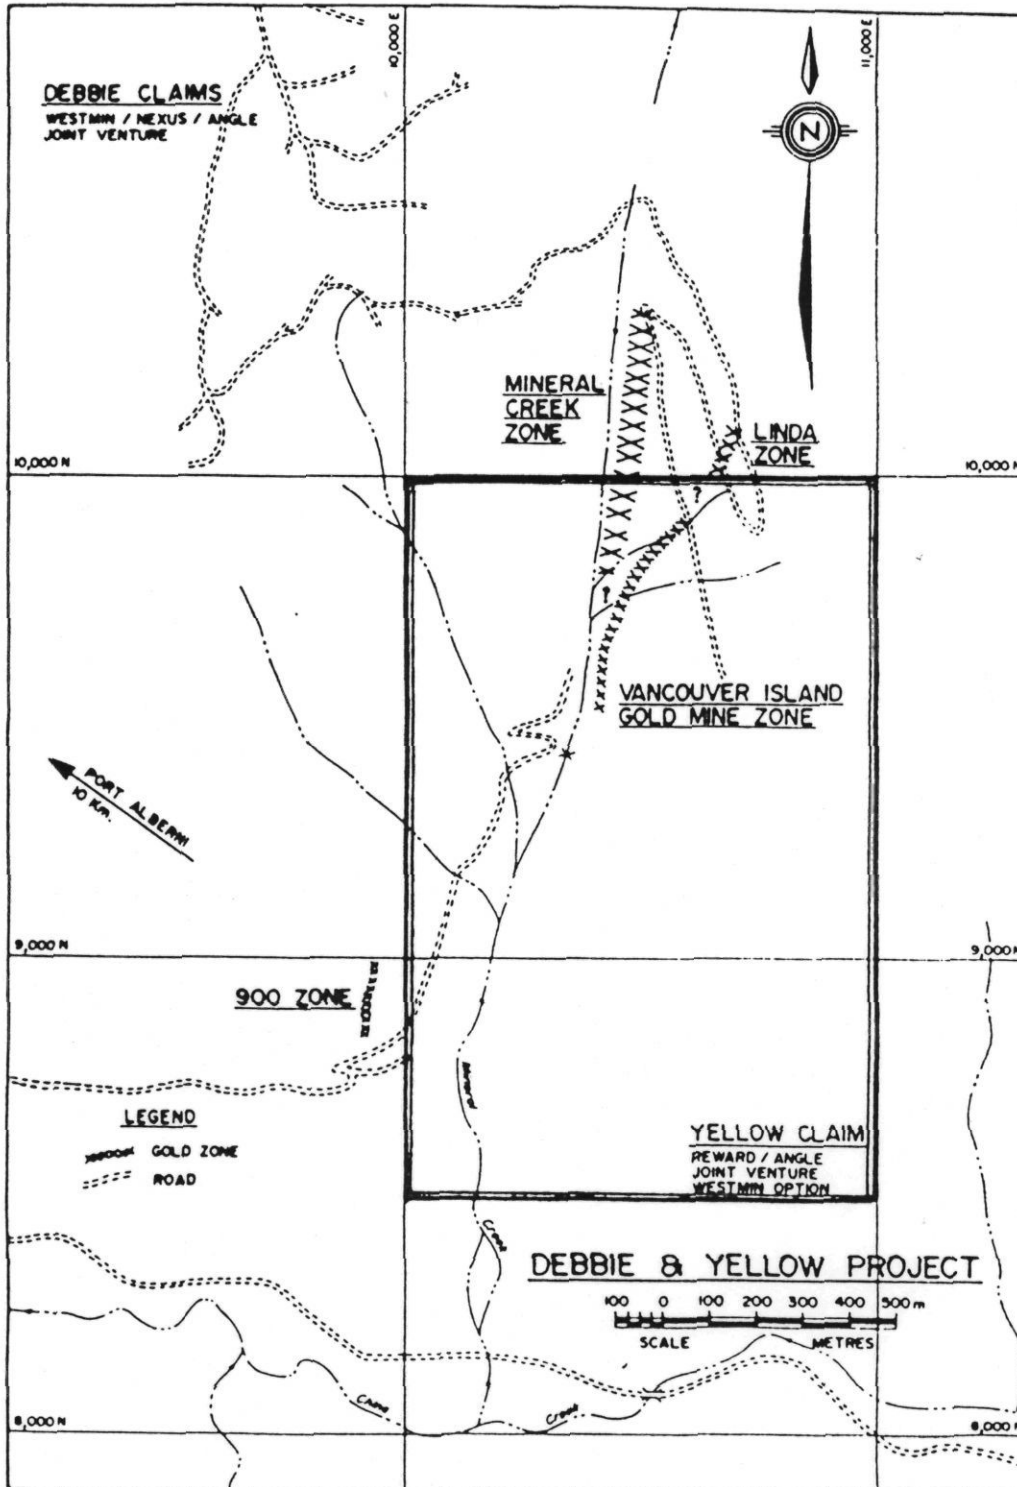 10,000 E
11,000 E
DEBBIE CLAIMS
WESTMIN / NEXUS / ANGLE
JOINT VENTURE
N
MINERAL
CREEK
ZONE
LINDA
ZONE
10,000 N
10,000 N
?
?
VANCOUVER ISLAND
GOLD MINE ZONE
PORT ALBERNI
10 Km.
9,000 N
9,000 N
900 ZONE
Mineral
LEGEND
GOLD ZONE
ROAD
YELLOW CLAIM
REWARD / ANGLE
JOINT VENTURE
WESTMIN OPTION
Creek
DEBBIE & YELLOW PROJECT
100 0 100 200 300 400 500 m
SCALE METRES
Creek
8,000 N
8,000 N